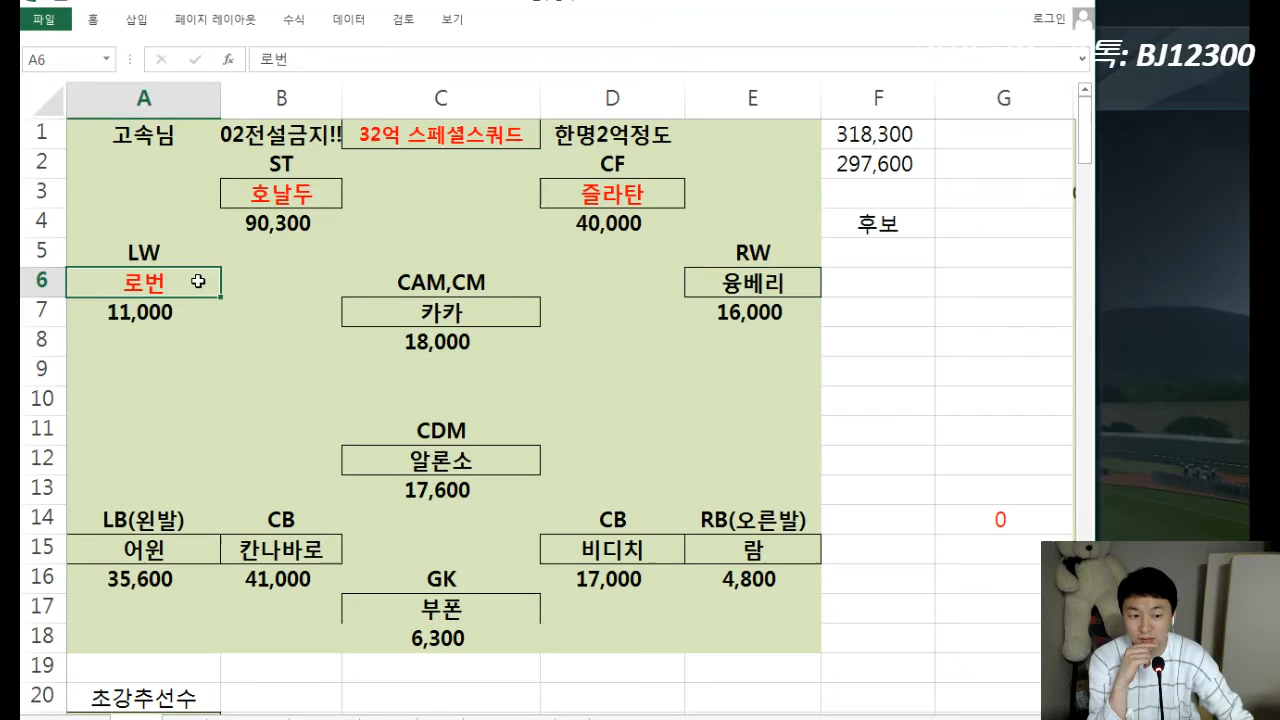 파일 홈 삽입 페이지 레이아웃 수식 데이터 검토 보기 로그인
톡: BJ12300
A6 fx 로번
A B C D E F G
1 고속님 02전설금지!! 32억 스페셜스쿼드 한명2억정도 318,300
2 ST CF 297,600
3 호날두 즐라탄
4 90,300 40,000 후보
5 LW RW
6 로번 CAM,CM 융베리
7 11,000 카카 16,000
8 18,000
9
10
11 CDM
12 알론소
13 17,600
14 LB(왼발) CB CB RB(오른발) 0
15 어윈 칸나바로 비디치 람
16 35,600 41,000 GK 17,000 4,800
17 부폰
18 6,300
19
20 초강추선수